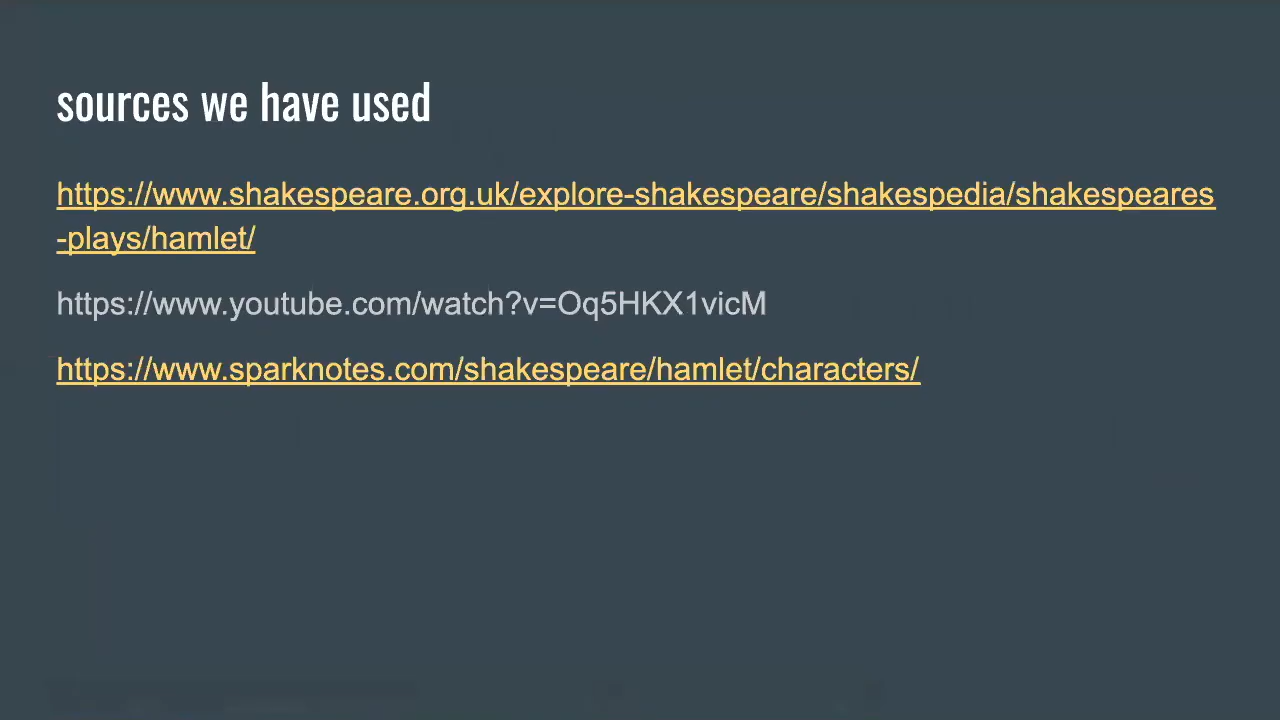 sources we have used
https://www.shakespeare.org.uk/explore-shakespeare/shakespedia/shakespeares
-plays/hamlet/
https://www.youtube.com/watch?v=Oq5HKX1vicM
https://www.sparknotes.com/shakespeare/hamlet/characters/